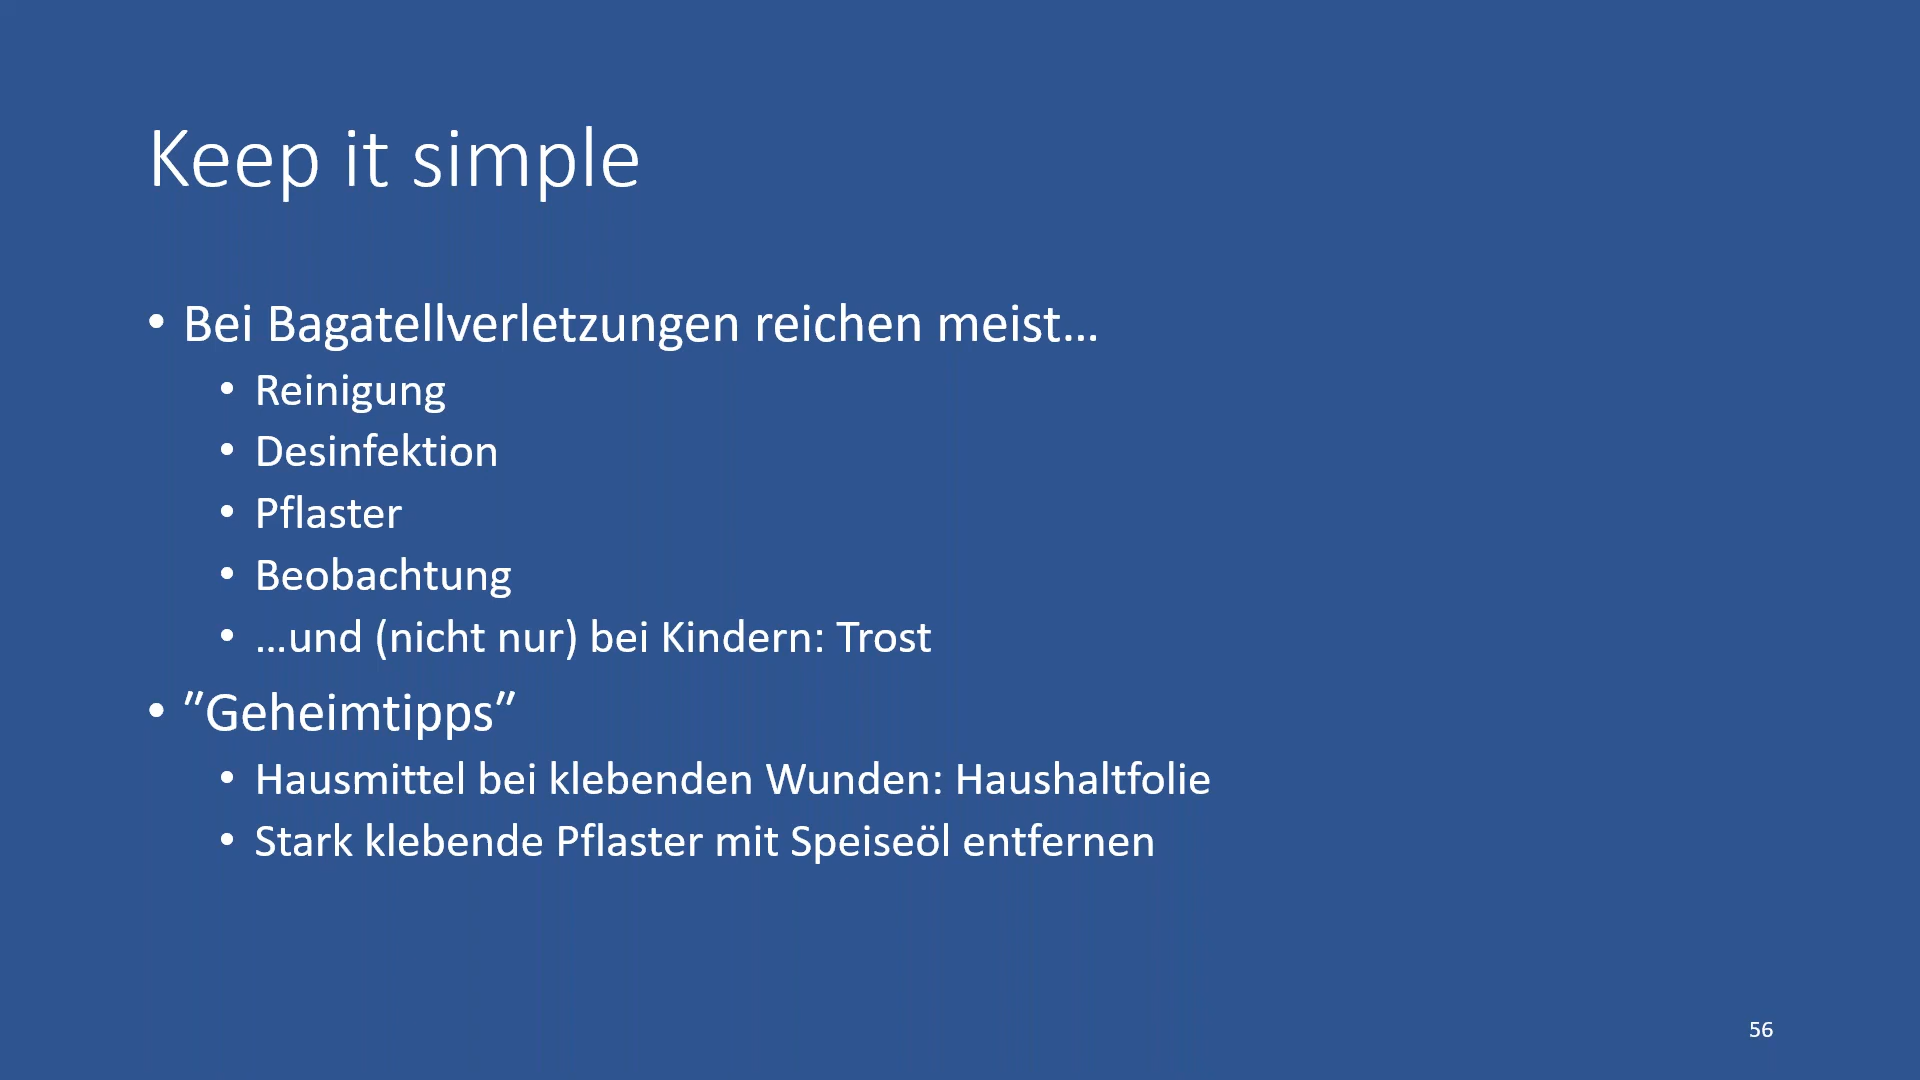 Keep it simple
• Bei Bagatellverletzungen reichen meist…
• Reinigung
• Desinfektion
• Pflaster
• Beobachtung
• …und (nicht nur) bei Kindern: Trost
• ″Geheimtipps″
• Hausmittel bei klebenden Wunden: Haushaltfolie
• Stark klebende Pflaster mit Speiseöl entfernen
56